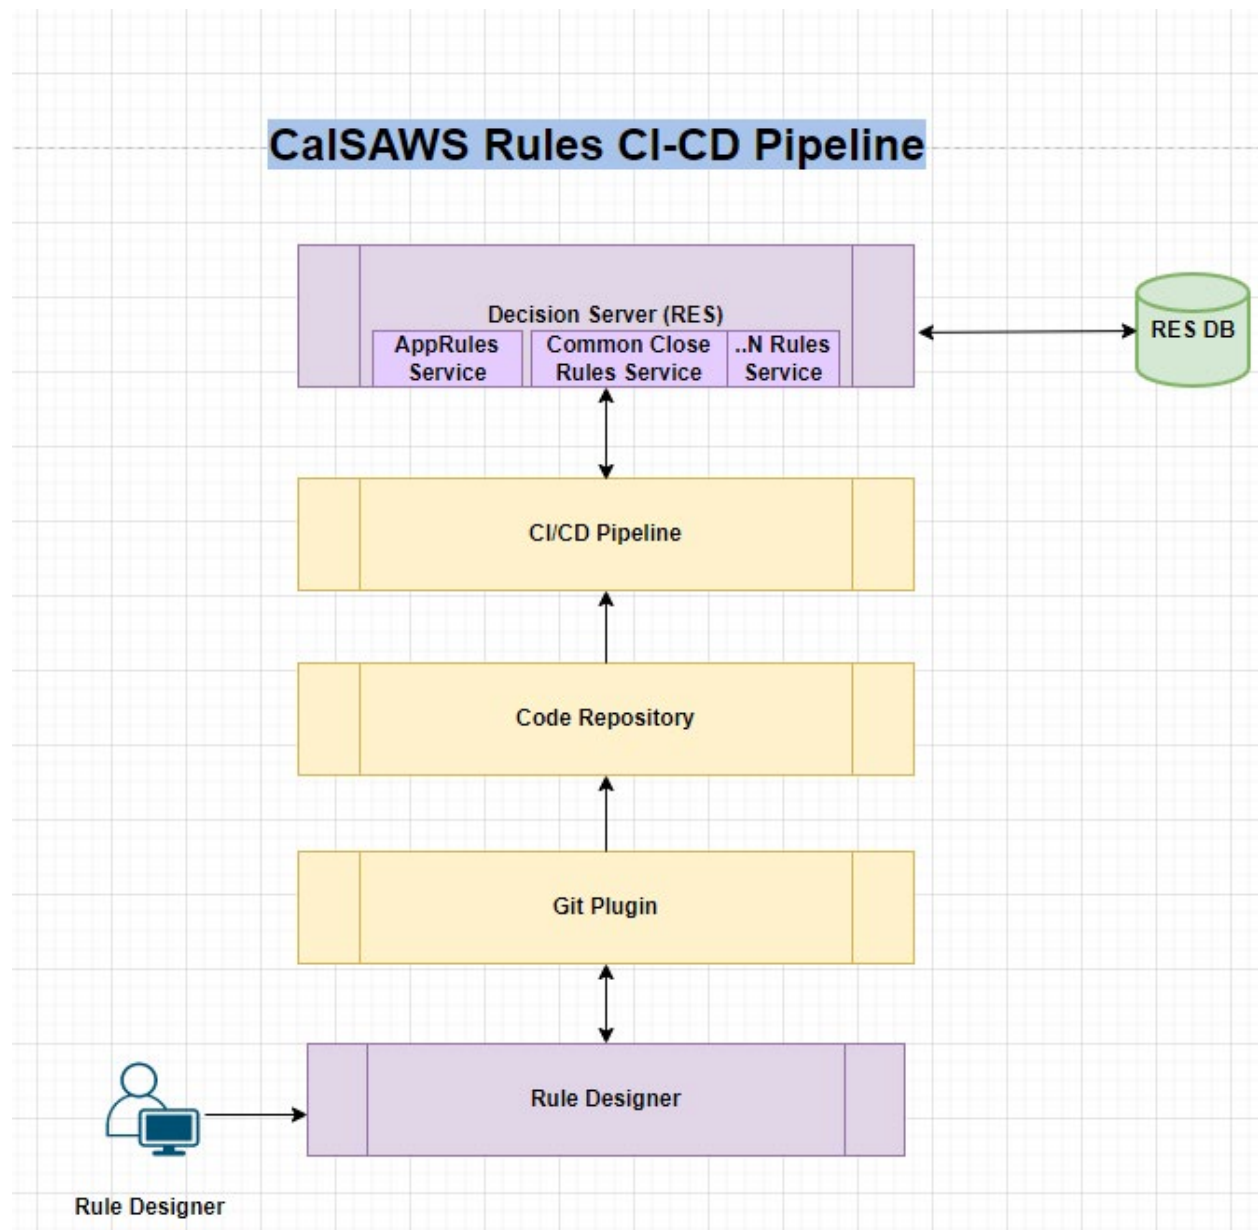 CalSAWS Rules CI-CD Pipeline
Decision Server (RES)
AppRules
Service
Common Close
Rules Service
..N Rules
Service
RES DB
CI/CD Pipeline
Code Repository
Git Plugin
Rule Designer
Rule Designer